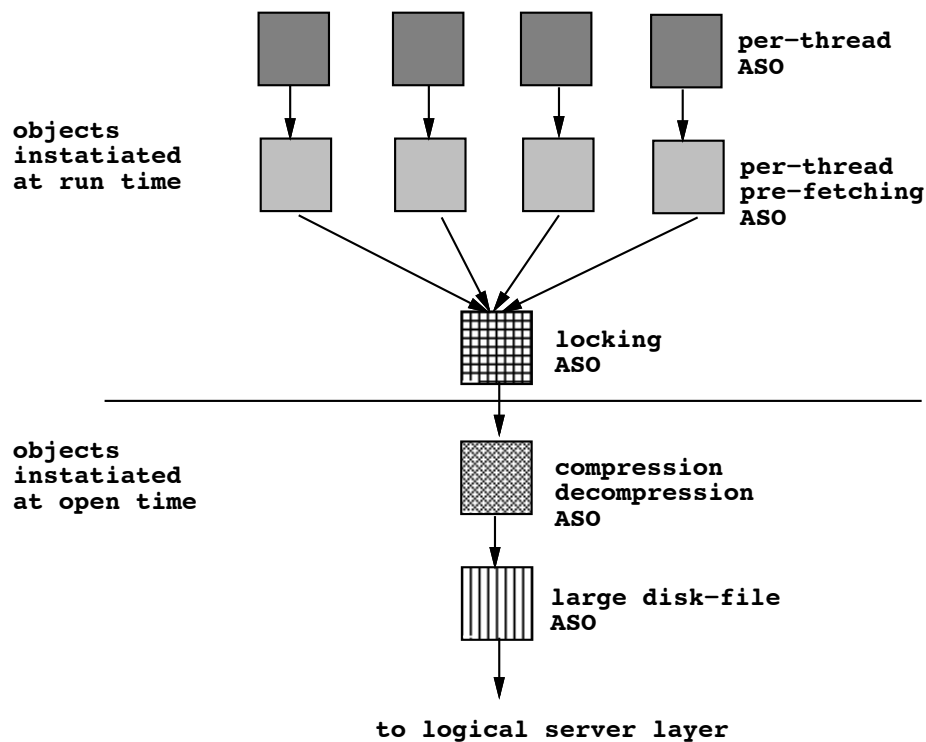 per-thread
ASO
objects
instatiated
at run time
per-thread
pre-fetching
ASO
locking
ASO
objects
instatiated
at open time
compression
decompression
ASO
large disk-file
ASO
to logical server layer